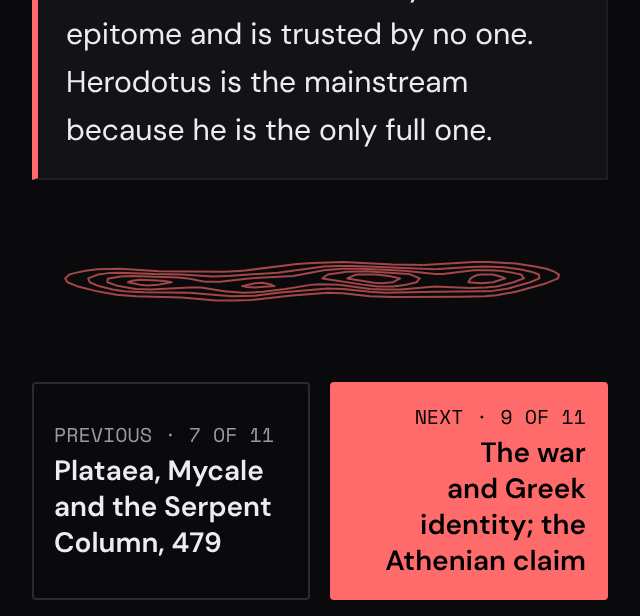 epitome and is trusted by no one.
Herodotus is the mainstream
because he is the only full one.
PREVIOUS · 7 OF 11
Plataea, Mycale
and the Serpent
Column, 479
NEXT · 9 OF 11
The war
and Greek
identity; the
Athenian claim